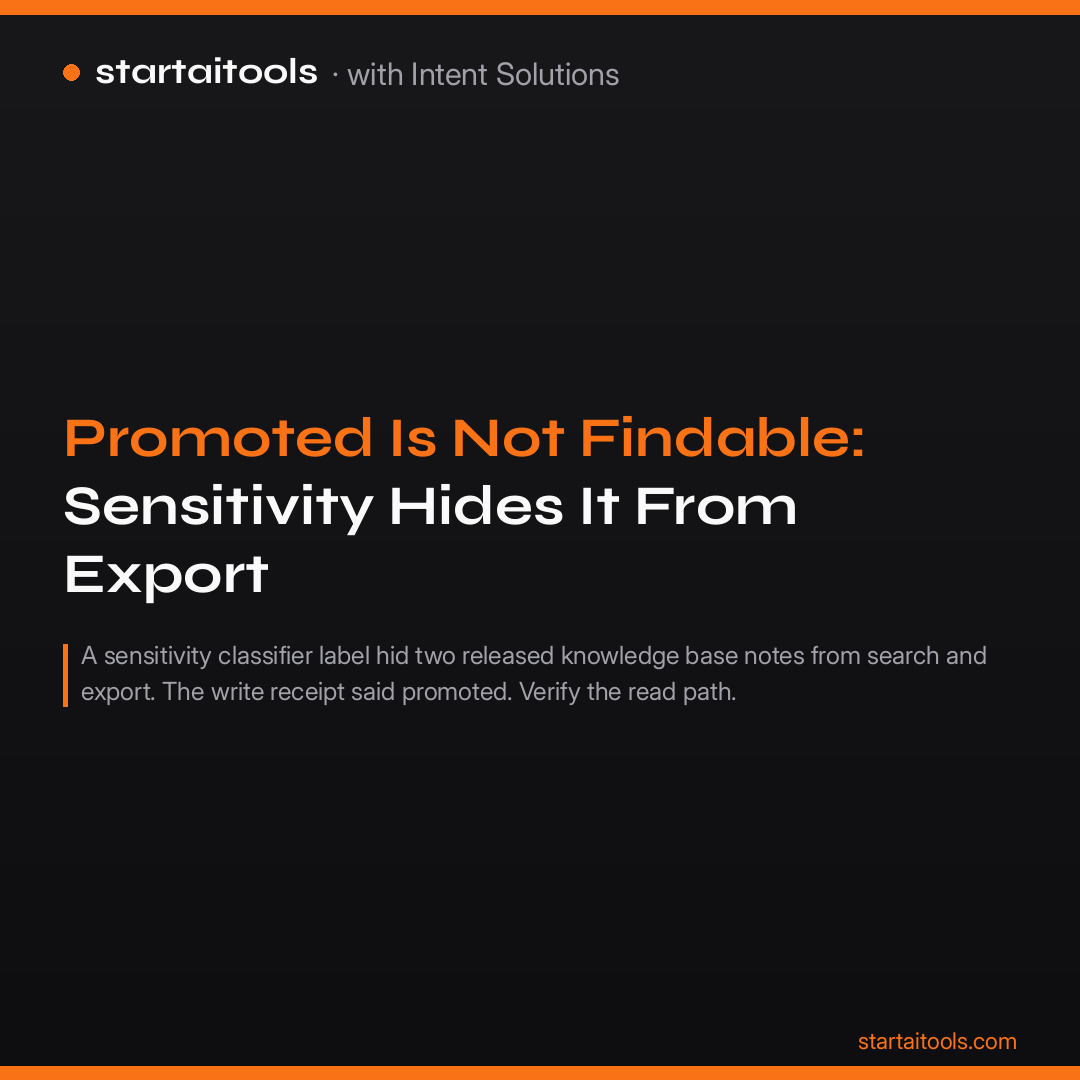 startaitools · with Intent Solutions
Promoted Is Not Findable:
Sensitivity Hides It From
Export
A sensitivity classifier label hid two released knowledge base notes from search and
export. The write receipt said promoted. Verify the read path.
startaitools.com